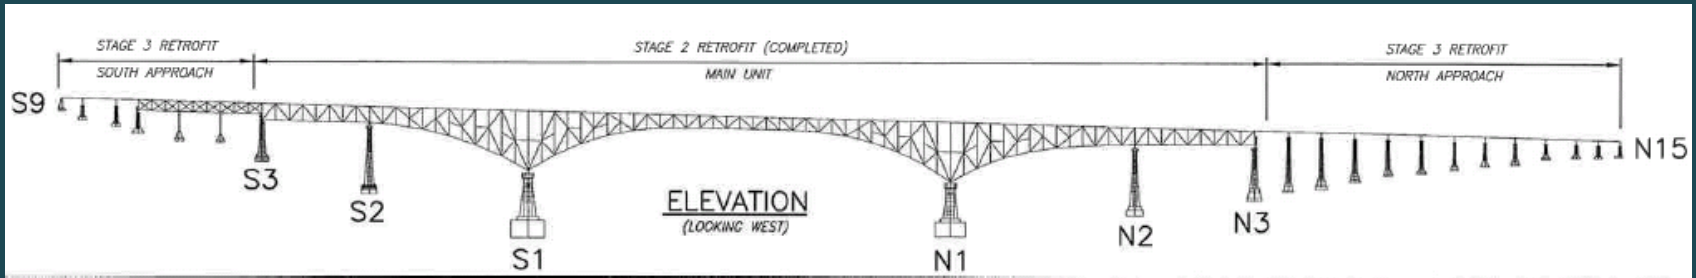 STAGE 3 RETROFIT
SOUTH APPROACH
STAGE 2 RETROFIT (COMPLETED)
MAIN UNIT
STAGE 3 RETROFIT
NORTH APPROACH
S9
S3
S2
S1
ELEVATION
(LOOKING WEST)
N1
N2
N3
N15